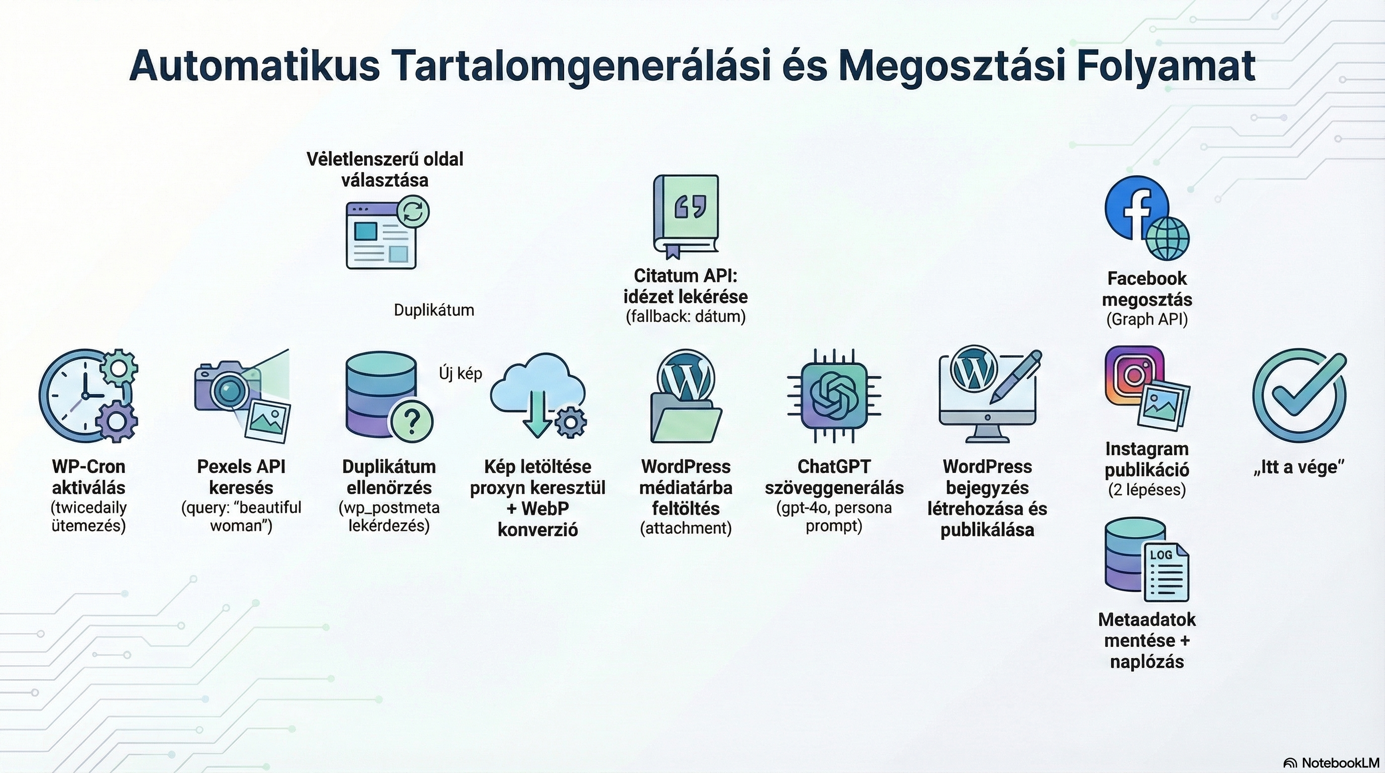 Automatikus Tartalomgenerálási és Megosztási Folyamat
Véletlenszerű oldal
választása
Citatum API:
idézet lekérése
(fallback: dátum)
Facebook
megosztás
(Graph API)
Duplikátum
Új kép
WP-Cron
aktiválás
(twicedaily
ütemezés)
Pexels API
keresés
(query: “beautiful
woman”)
Duplikátum
ellenőrzés
(wp_postmeta
lekérdezés)
Kép letöltése
proxyn keresztül
+ WebP
konverzió
WordPress
médiatárba
feltöltés
(attachment)
ChatGPT
szöveggenerálás
(gpt-4o, persona
prompt)
WordPress
bejegyzés
létrehozása és
publikálása
Instagram
publikáció
(2 lépéses)
„Itt a vége“
LOG
Metaadatok
mentése +
naplózás
NotebookLM